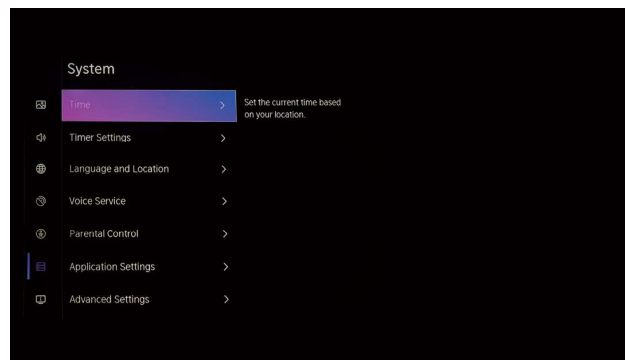 System
Time
Set the current time based
on your location.
Timer Settings
Language and Location
Voice Service
Parental Control
Application Settings
Advanced Settings